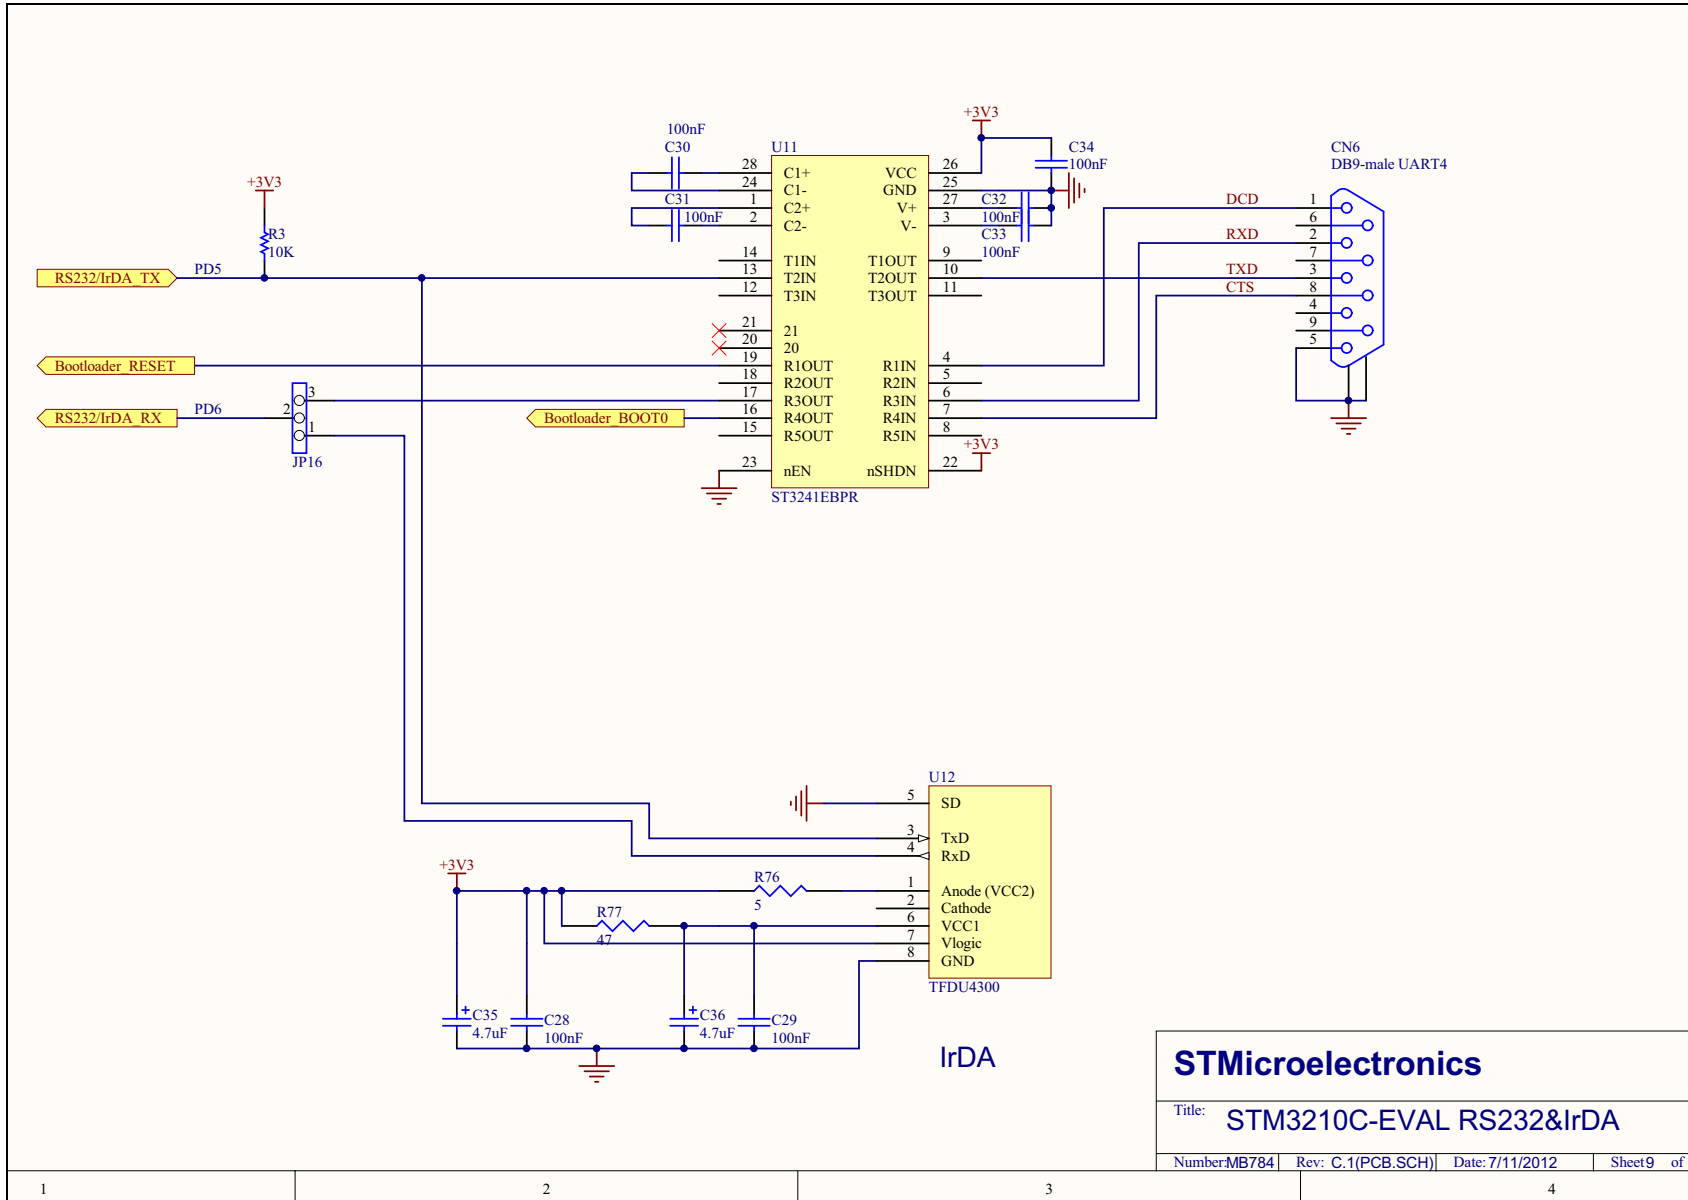 +3V3
R3
10K
RS232/IrDA_TX
PD5
Bootloader_RESET
RS232/IrDA_RX
PD6
3
2
1
JP16
100nF
C30
C31
100nF
U11
28 C1+
24 C1-
1 C2+
2 C2-
14 T1IN
13 T2IN
12 T3IN
21 21
20 20
19 R1OUT
18 R2OUT
17 R3OUT
16 R4OUT
15 R5OUT
23 nEN
Bootloader_BOOT0
VCC 26
GND 25
V+ 27
V- 3
T1OUT 9
T2OUT 10
T3OUT 11
R1IN 4
R2IN 5
R3IN 6
R4IN 7
R5IN 8
nSHDN 22
ST3241EBPR
+3V3
C34
100nF
C32
100nF
C33
100nF
+3V3
CN6
DB9-male UART4
DCD
RXD
TXD
CTS
1
6
2
7
3
8
4
9
5
U12
5 SD
3 TxD
4 RxD
1 Anode (VCC2)
2 Cathode
6 VCC1
7 Vlogic
8 GND
TFDU4300
+3V3
R76
5
R77
47
+
C35
4.7uF
C28
100nF
+
C36
4.7uF
C29
100nF
IrDA
STMicroelectronics
Title: STM3210C-EVAL RS232&IrDA
Number:MB784 Rev: C.1(PCB.SCH) Date: 7/11/2012 Sheet 9 of
1 2 3 4